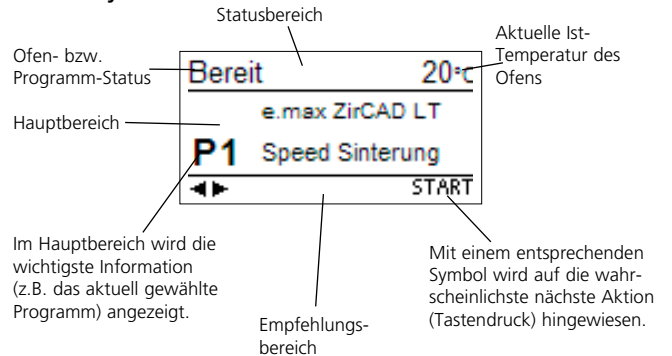 Statusbereich
Aktuelle Ist-
Temperatur des
Ofens
Ofen- bzw.
Programm-Status
Bereit 20°C
Hauptbereich
e.max ZirCAD LT
P1 Speed Sinterung
START
Im Hauptbereich wird die
wichtigste Information
(z.B. das aktuell gewählte
Programm) angezeigt.
Empfehlungs-
bereich
Mit einem entsprechenden
Symbol wird auf die wahr-
scheinlichste nächste Aktion
(Tastendruck) hingewiesen.